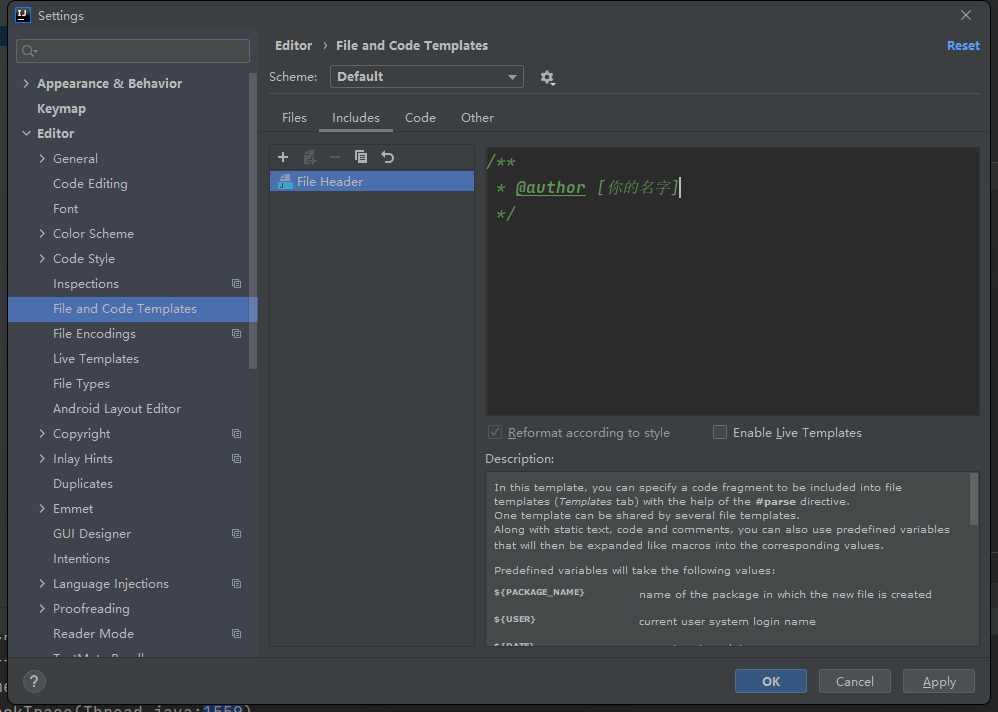 Settings
Editor › File and Code Templates
Reset
Scheme:
Default
Files Includes Code Other
Appearance & Behavior
Keymap
Editor
General
Code Editing
Font
Color Scheme
Code Style
Inspections
File and Code Templates
File Encodings
Live Templates
File Types
Android Layout Editor
Copyright
Inlay Hints
Duplicates
Emmet
GUI Designer
Intentions
Language Injections
Proofreading
Reader Mode
File Header
/**
* @author [你的名字]
*/
Reformat according to style
Enable Live Templates
Description:
In this template, you can specify a code fragment to be included into file
templates (Templates tab) with the help of the #parse directive.
One template can be shared by several file templates.
Along with static text, code and comments, you can also use predefined variables
that will then be expanded like macros into the corresponding values.
Predefined variables will take the following values:
${PACKAGE_NAME} name of the package in which the new file is created
${USER} current user system login name
${DATE}
?
OK
Cancel
Apply